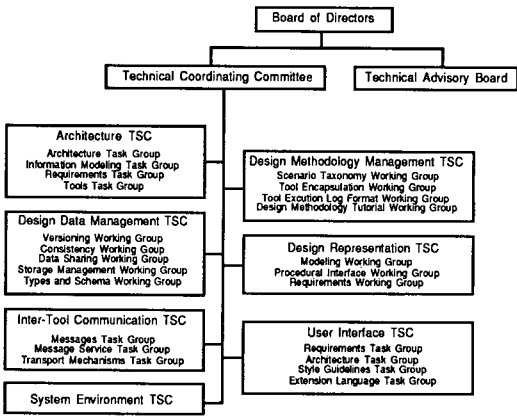 Board of Directors
Technical Coordinating Committee
Technical Advisory Board
Architecture TSC
Architecture Task Group
Information Modeling Task Group
Requirements Task Group
Tools Task Group
Design Methodology Management TSC
Scenario Taxonomy Working Group
Tool Encapsulation Working Group
Tool Excution Log Format Working Group
Design Methodology Tutorial Working Group
Design Data Management TSC
Versioning Working Group
Consistency Working Goup
Data Sharing Working Group
Storage Management Working Group
Types and Schema Working Group
Design Representation TSC
Modeling Working Group
Procedural Interface Working Group
Requirements Working Group
Inter-Tool Communication TSC
Messages Task Group
Message Service Task Group
Transport Mechanisms Task Group
User Interface TSC
Requirements Task Group
Architecture Task Group
Style Guidelines Task Group
Extension Language Task Group
System Environment TSC